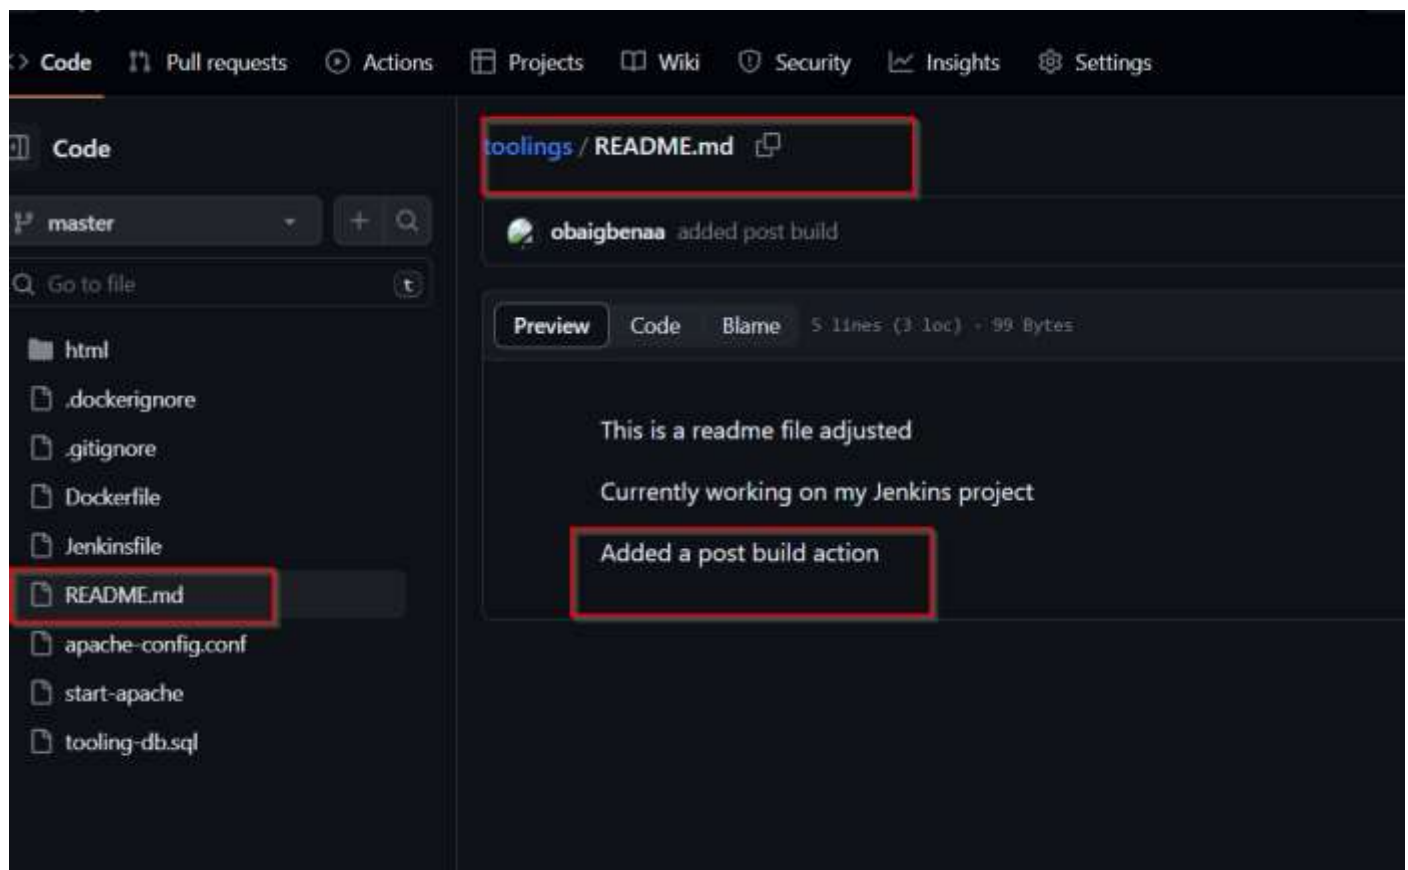 Code Pull requests Actions Projects Wiki Security Insights Settings
Code
master
Go to file t
html
.dockerignore
.gitignore
Dockerfile
Jenkinsfile
README.md
apache-config.conf
start-apache
tooling-db.sql
toolings / README.md
obaigbenaa added post build
Preview Code Blame 5 lines (3 loc) · 99 Bytes
This is a readme file adjusted
Currently working on my Jenkins project
Added a post build action